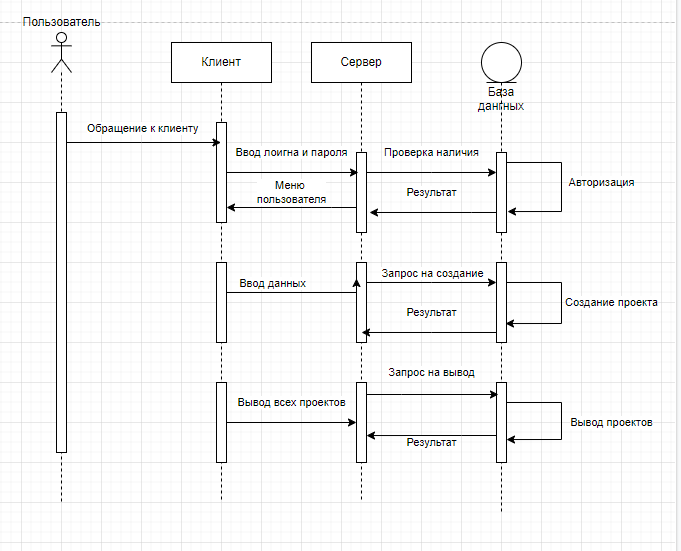 Пользователь
Клиент
Сервер
База
дангных
Обращение к клиенту
Ввод лоигна и пароля
Проверка наличия
Авторизация
Меню
пользователя
Результат
Ввод данных
Запрос на создание
Создание проекта
Результат
Запрос на вывод
Вывод всех проектов
Вывод проектов
Результат